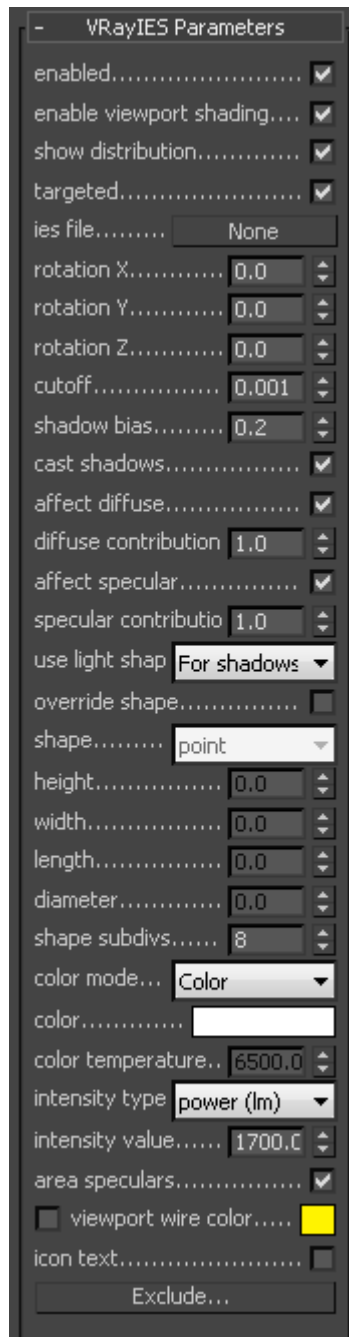 - VRayIES Parameters
enabled........................
enable viewport shading....
show distribution.............
targeted.......................
ies file......... None
rotation X............ 0.0
rotation Y............ 0.0
rotation Z............ 0.0
cutoff................ 0.001
shadow bias......... 0.2
cast shadows.................
affect diffuse.................
diffuse contribution 1.0
affect specular...............
specular contributio 1.0
use light shap For shadows
override shape...............
shape......... point
height................. 0.0
width.................. 0.0
length................. 0.0
diameter............. 0.0
shape subdivs...... 8
color mode... Color
color.............
color temperature.. 6500.0
intensity type power (lm)
intensity value...... 1700.0
area speculars................
viewport wire color.....
icon text.......................
Exclude...